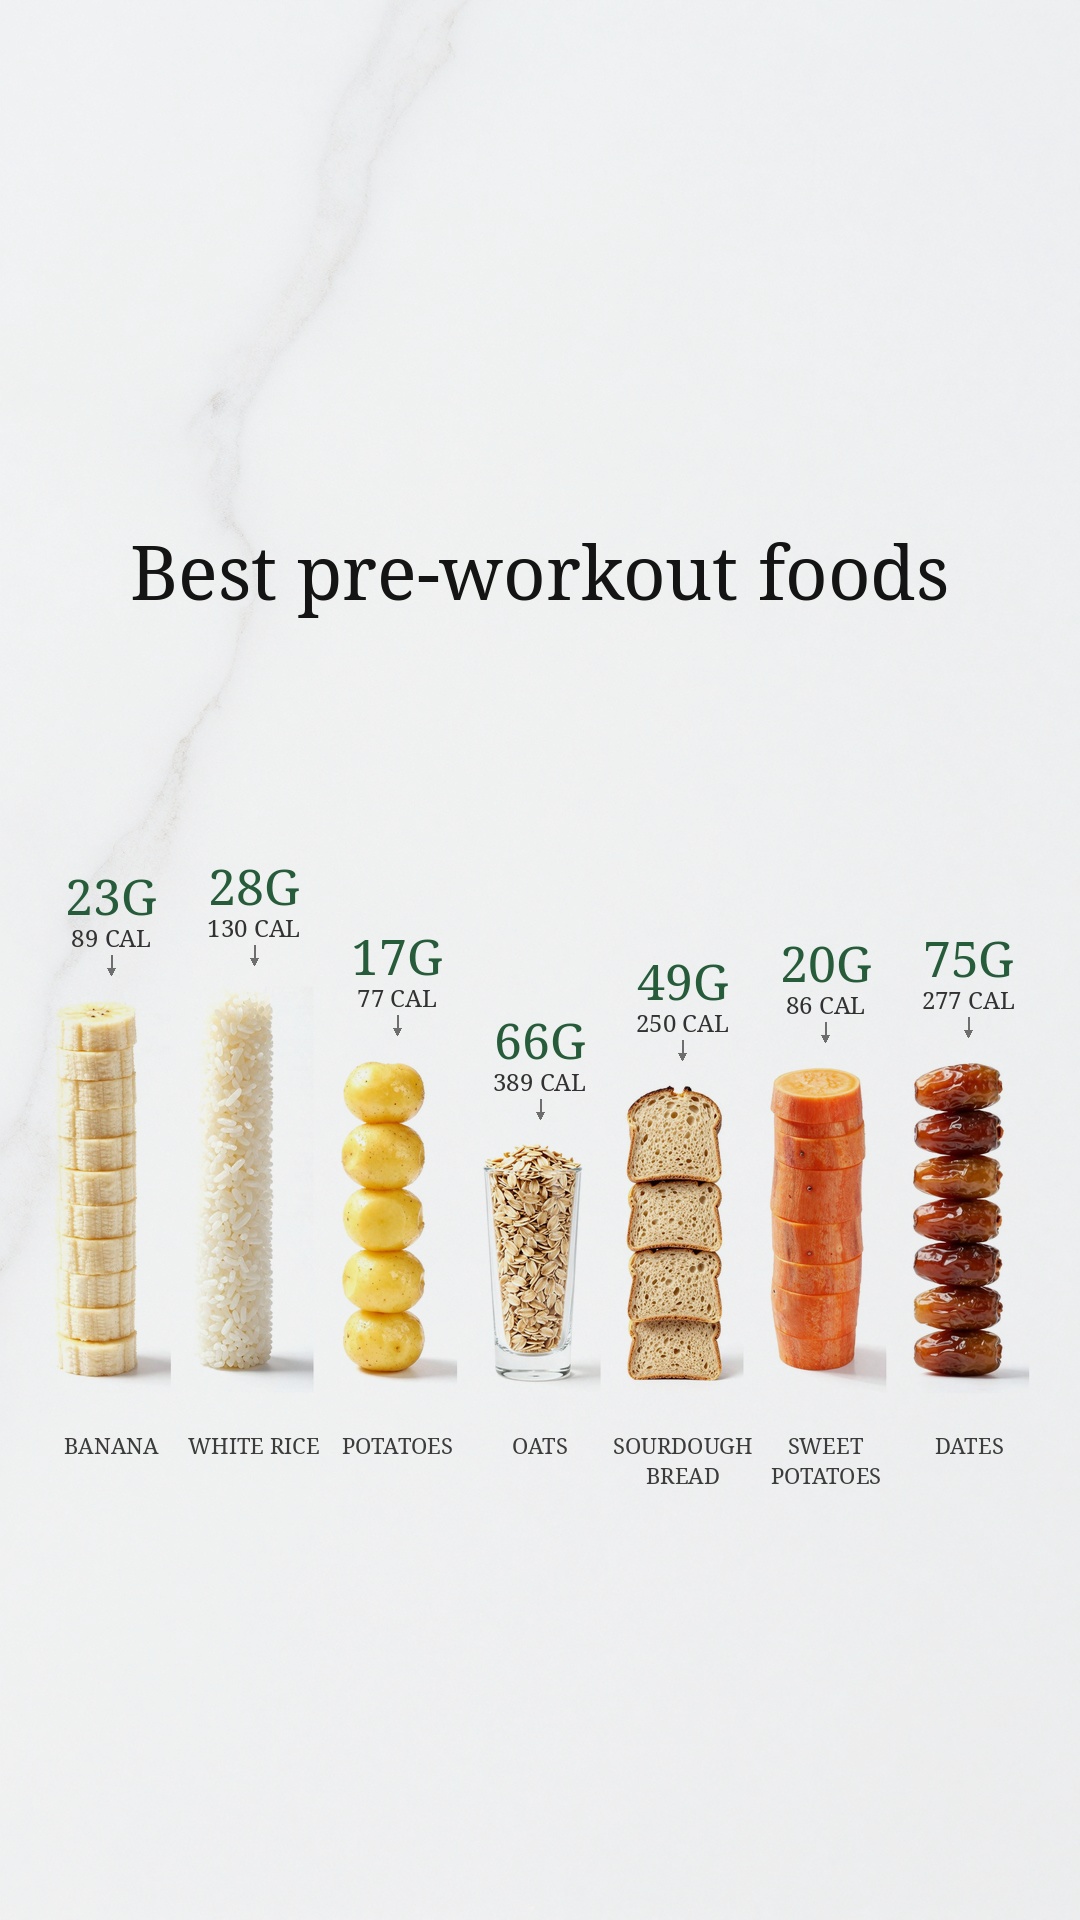 Best pre-workout foods
23G
89 CAL
28G
130 CAL
17G
77 CAL
66G
389 CAL
49G
250 CAL
20G
86 CAL
75G
277 CAL
BANANA
WHITE RICE
POTATOES
OATS
SOURDOUGH
BREAD
SWEET
POTATOES
DATES